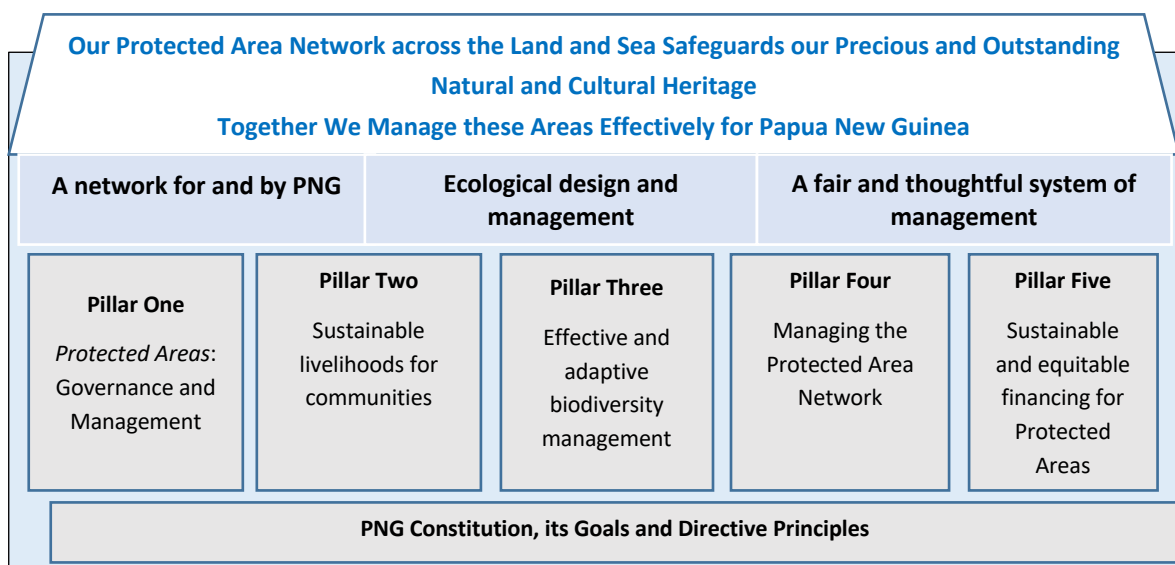 Our Protected Area Network across the Land and Sea Safeguards our Precious and Outstanding
Natural and Cultural Heritage
Together We Manage these Areas Effectively for Papua New Guinea
A network for and by PNG
Ecological design and
management
A fair and thoughtful system of
management
Pillar One
Protected Areas:
Governance and
Management
Pillar Two
Sustainable
livelihoods for
communities
Pillar Three
Effective and
adaptive
biodiversity
management
Pillar Four
Managing the
Protected Area
Network
Pillar Five
Sustainable
and equitable
financing for
Protected
Areas
PNG Constitution, its Goals and Directive Principles